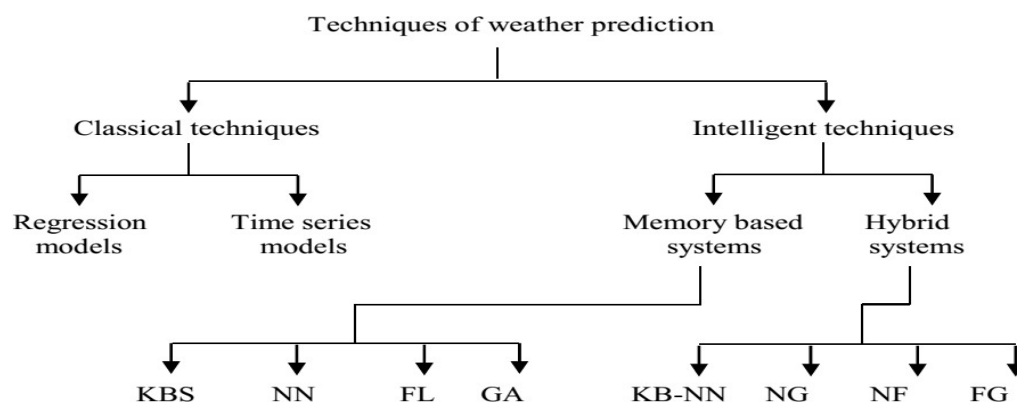 Techniques of weather prediction
Classical techniques
Intelligent techniques
Regression
models
Time series
models
Memory based
systems
Hybrid
systems
KBS
NN
FL
GA
KB-NN
NG
NF
FG